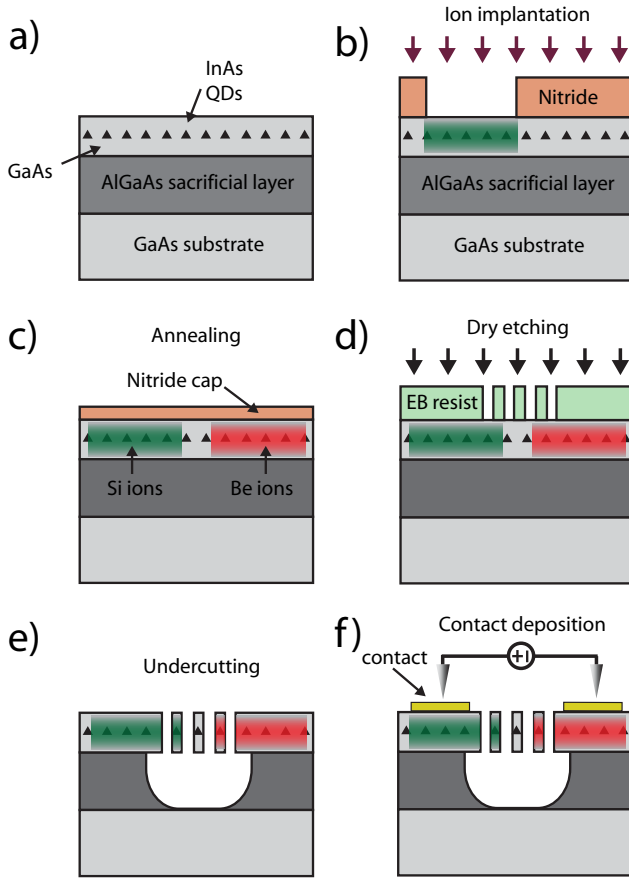 a)
InAs
QDs
GaAs
AlGaAs sacrificial layer
GaAs substrate
b)
Ion implantation
Nitride
AlGaAs sacrificial layer
GaAs substrate
c)
Annealing
Nitride cap
Si ions
Be ions
d)
Dry etching
EB resist
e)
Undercutting
f)
Contact deposition
contact
+I